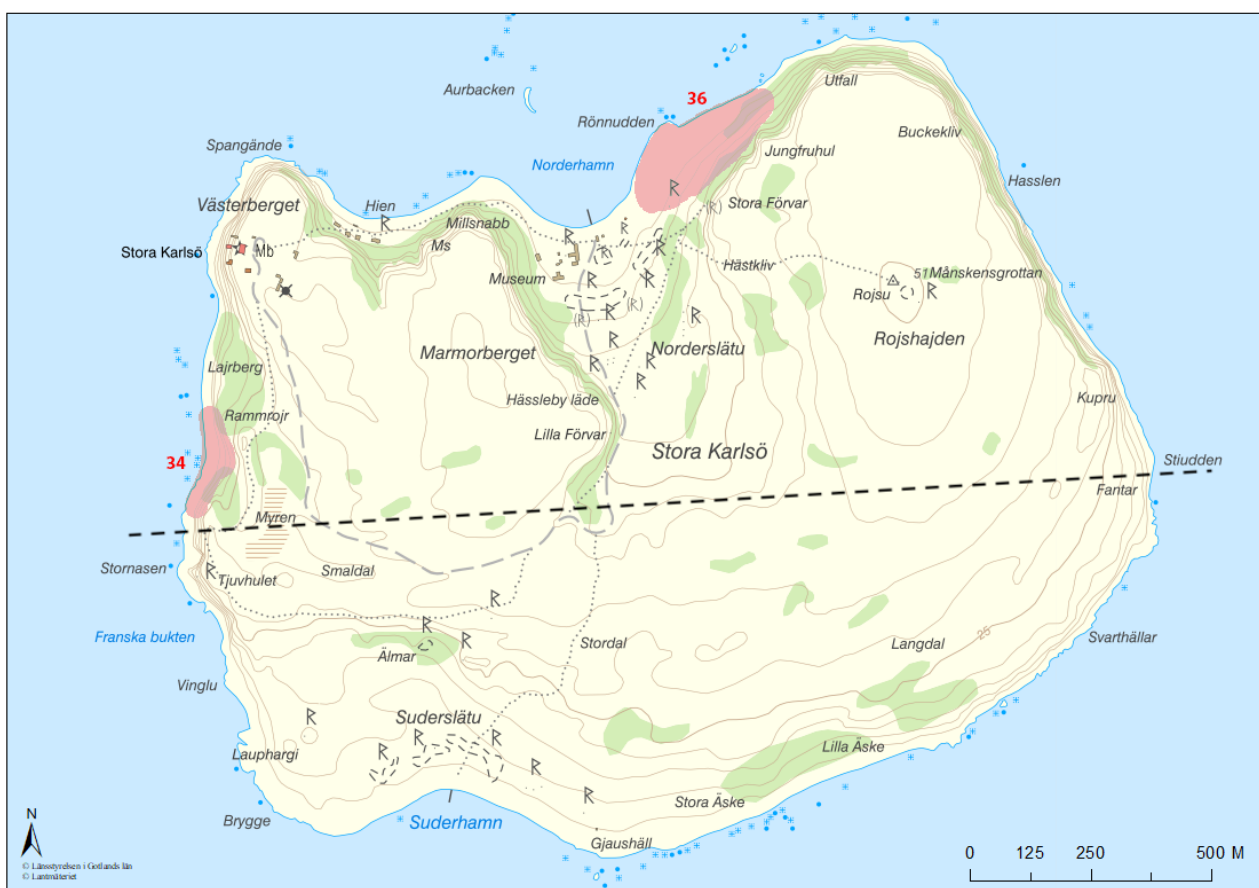 Utfall
Aurbacken
36
Rönnudden
Buckekliv
Spangände
Jungfruhul
Norderhamn
Hasslen
Västerberget
Hien
Stora Förvar
R
(R)
Millsnabb
Stora Karlsö
Mb
Ms
R
R
R
Museum
Hästkliv
51
Månskensgrottan
R
R
Rojsu
R
(R)
(R)
R
R
Rojshajden
Marmorberget
R
Norderslätu
R
R
Lajrberg
R
Hässleby läde
Kupru
Rammrojr
Lilla Förvar
Stora Karlsö
34
Stiudden
Fantar
Myren
Stornasen
R
Tjuvhulet
Smaldal
R
R
25
Franska bukten
R
Stordal
Langdal
Svarthällar
Älmar
Vinglu
R
Suderslätu
R
R
R
Lauphargi
R
Lilla Äske
R
Stora Äske
Brygge
Suderhamn
Gjaushäll
N
0 125 250 500 M
© Länsstyrelsen i Gotlands län
© Lantmäteriet